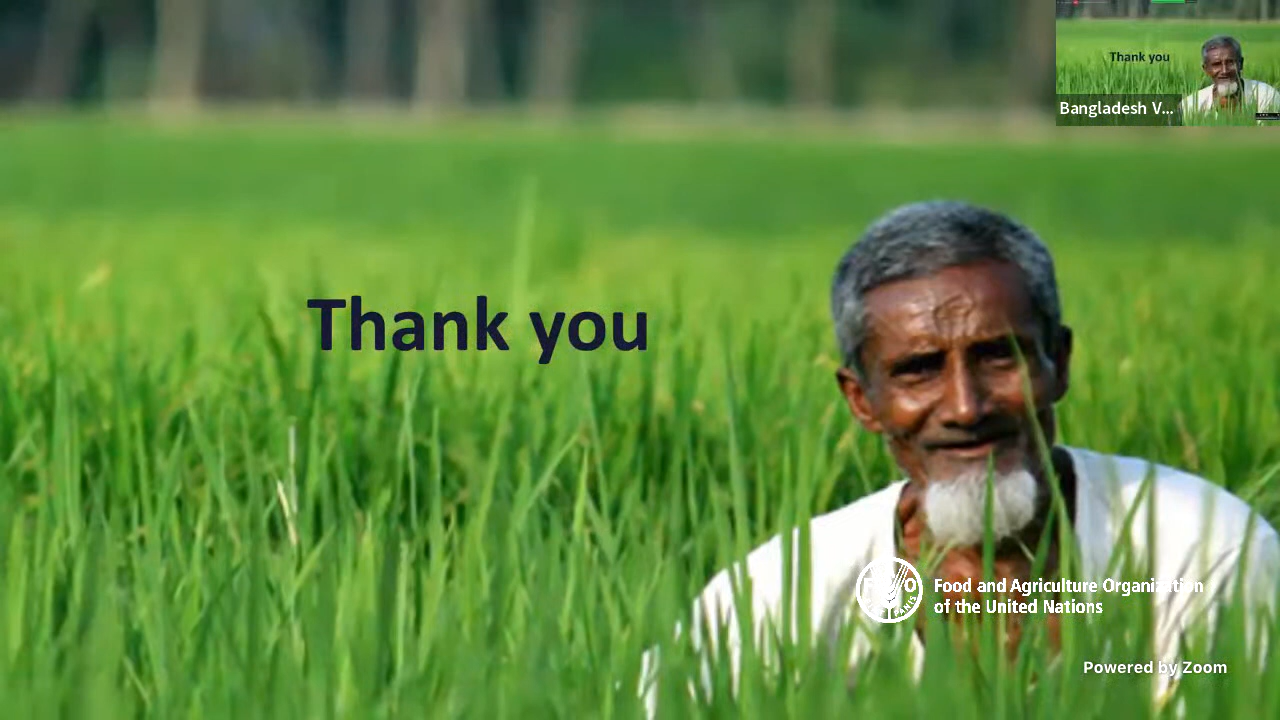 Thank you
Bangladesh V...
Thank you
Food and Agriculture Organization
of the United Nations
Powered by Zoom